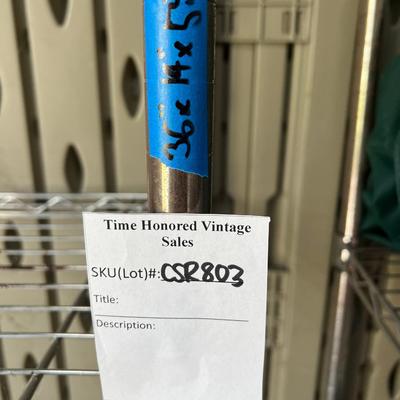 36 x 14 x 5
Time Honored Vintage
Sales
SKU(Lot)#: CSR803
Title:
Description: